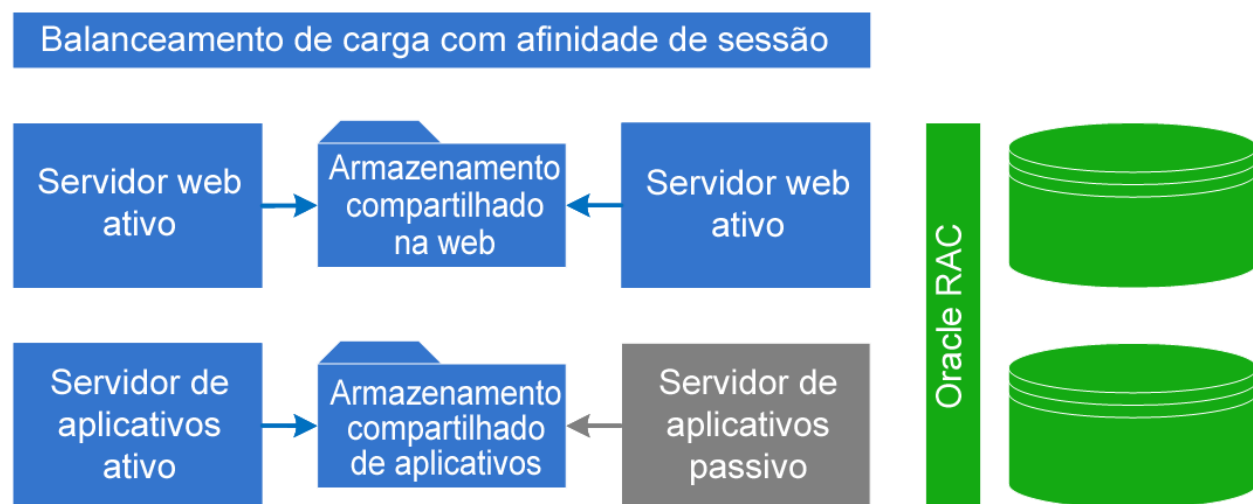 Balanceamento de carga com afinidade de sessão
Servidor web
ativo
Armazenamento
compartilhado
na web
Servidor web
ativo
Servidor de
aplicativos
ativo
Armazenamento
compartilhado
de aplicativos
Servidor de
aplicativos
passivo
Oracle RAC